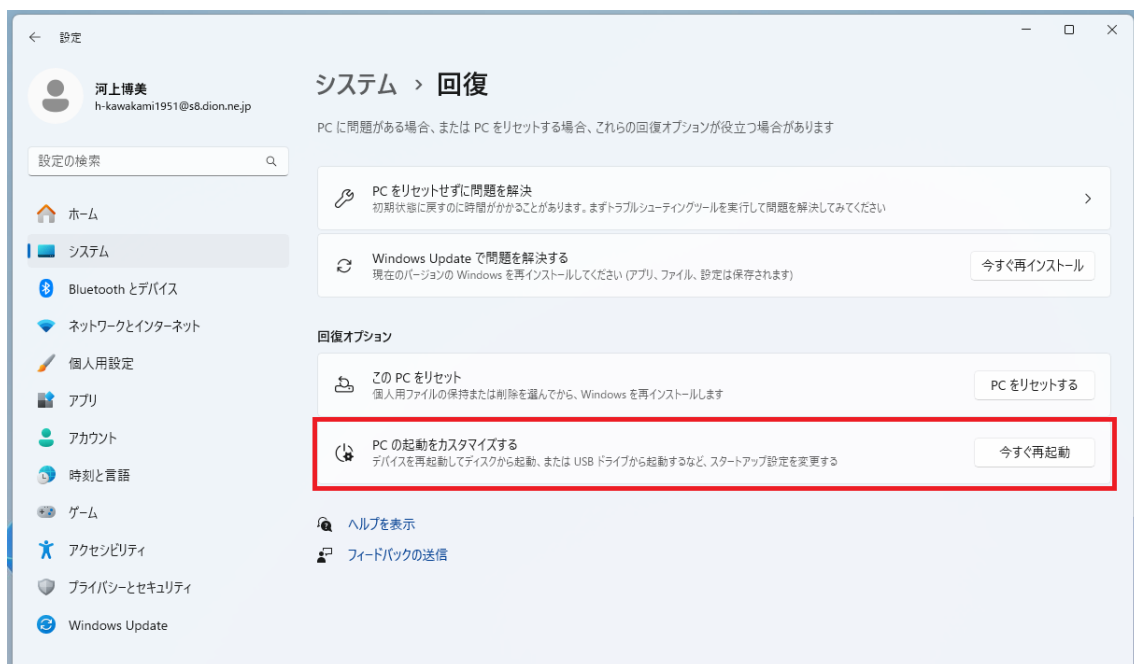 設定
河上博美
h-kawakami1951@s8.dion.ne.jp
設定の検索
ホーム
システム
Bluetooth とデバイス
ネットワークとインターネット
個人用設定
アプリ
アカウント
時刻と言語
ゲーム
アクセシビリティ
プライバシーとセキュリティ
Windows Update
システム › 回復
PC に問題がある場合、または PC をリセットする場合、これらの回復オプションが役立つ場合があります
PC をリセットせずに問題を解決
初期状態に戻すのに時間がかかることがあります。まずトラブルシューティングツールを実行して問題を解決してみてください
Windows Update で問題を解決する
現在のバージョンの Windows を再インストールしてください (アプリ、ファイル、設定は保存されます)
今すぐ再インストール
回復オプション
この PC をリセット
個人用ファイルの保持または削除を選んでから、Windows を再インストールします
PC をリセットする
PC の起動をカスタマイズする
デバイスを再起動してディスクから起動、または USB ドライブから起動するなど、スタートアップ設定を変更する
今すぐ再起動
ヘルプを表示
フィードバックの送信